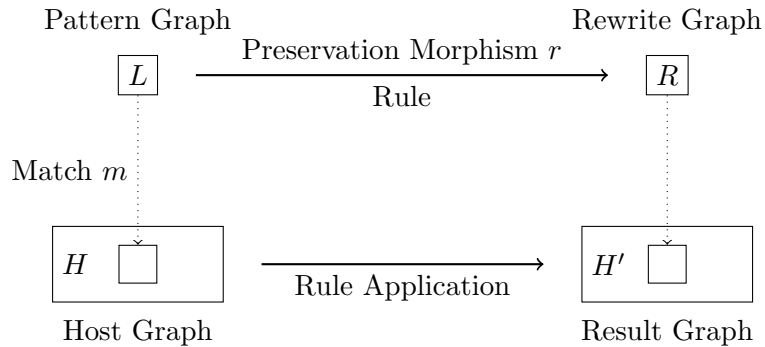 Pattern Graph
Rewrite Graph
Preservation Morphism r
L
R
Rule
Match m
H
H′
Rule Application
Host Graph
Result Graph